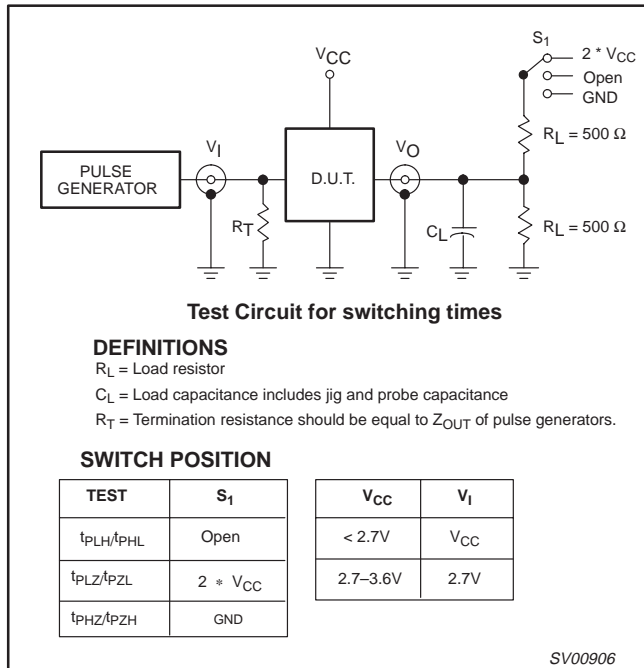 S1
2 * VCC
Open
GND
VCC
RL = 500 Ω
VI
VO
PULSE
GENERATOR
D.U.T.
RT
CL
RL = 500 Ω
Test Circuit for switching times
DEFINITIONS
RL = Load resistor
CL = Load capacitance includes jig and probe capacitance
RT = Termination resistance should be equal to ZOUT of pulse generators.
SWITCH POSITION
TEST S1
tPLH/tPHL Open
tPLZ/tPZL 2 * VCC
tPHZ/tPZH GND
VCC VI
< 2.7V VCC
2.7–3.6V 2.7V
SV00906